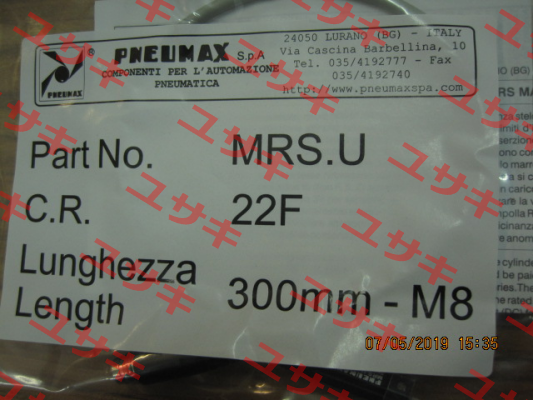 PNEUMAX S.p.A
COMPONENTI PER L'AUTOMAZIONE
PNEUMATICA
PNEUMAX
®
24050 LURANO (BG) - ITALY
Via Cascina Barbellina, 10
Tel. 035/4192777 - Fax
035/4192740
http://www.pneumaxspa.com
Part No. MRS.U
C.R. 22F
Lunghezza
Length
300mm - M8
07/05/2019 15:35
ユサキ